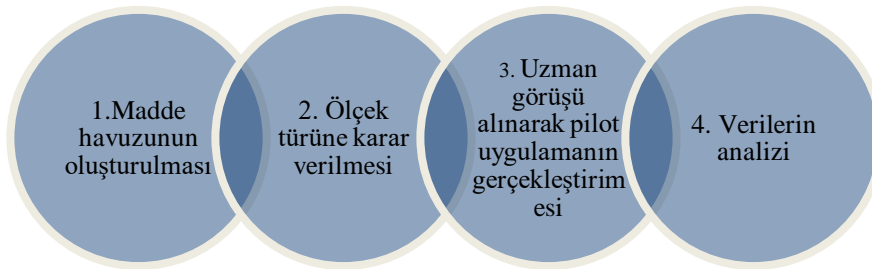 1.Madde
havuzunun
oluşturulması
2. Ölçek
türüne karar
verilmesi
3. Uzman
görüşü
alınarak pilot
uygulamanın
gerçekleştirim
esi
4. Verilerin
analizi